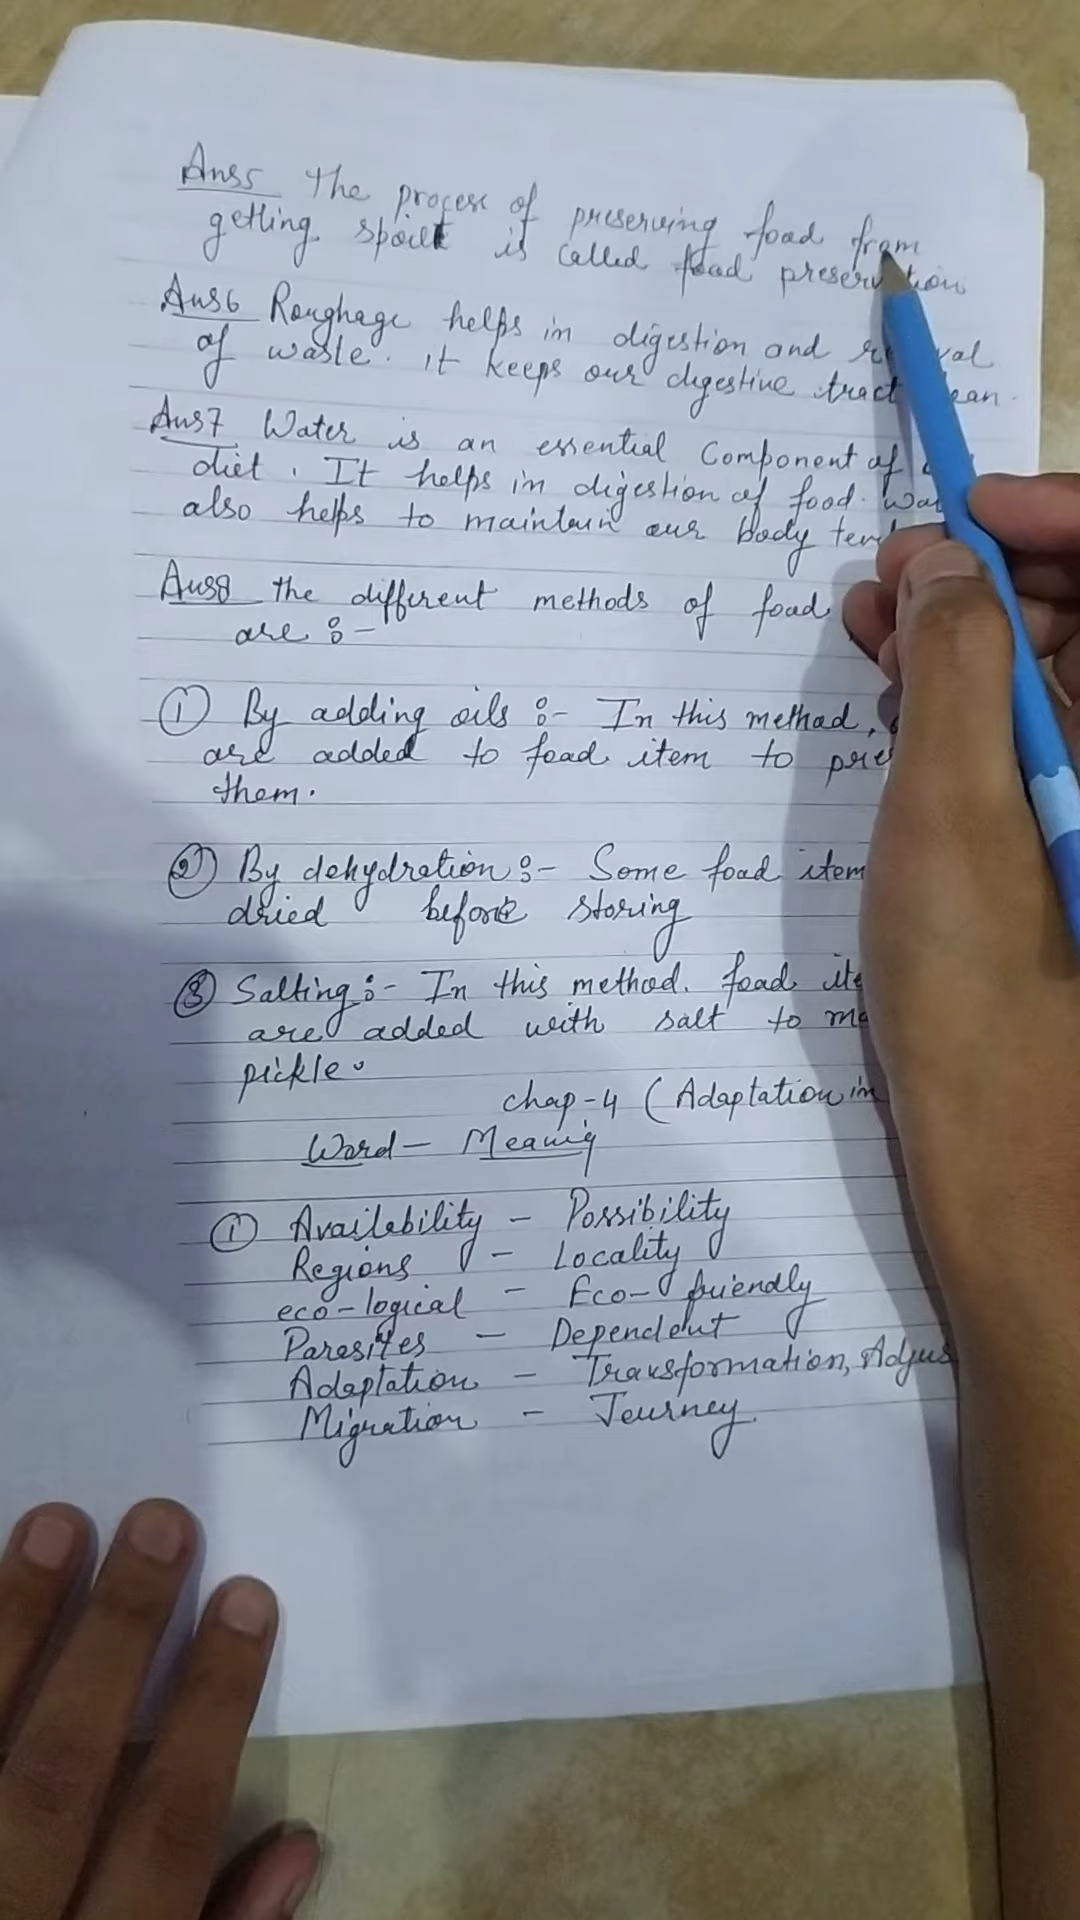 Ans5 The process of preserving food from
getting spoilt is called food preservation
Ans6 Roughage helps in digestion and
of waste. it keeps our digestive tract
Ans7 Water is an essential Component of
diet. It helps in digestion of food.
also helps to maintain our body
Ans8 the different methods of food
are :-
① By adding oils :- In this method,
are added to food item to
them.
② By dehydration :- Some food item
dried before storing
③ Salting :- In this method. food
are added with salt to
pickle.
chap-4 (Adaptation in
Word - Meanig
① Availability - Possibility
Regions - Locality
eco-logical - Eco-friendly
Parasites - Dependent
Adaptation - Transformation,
Migration - Journey.